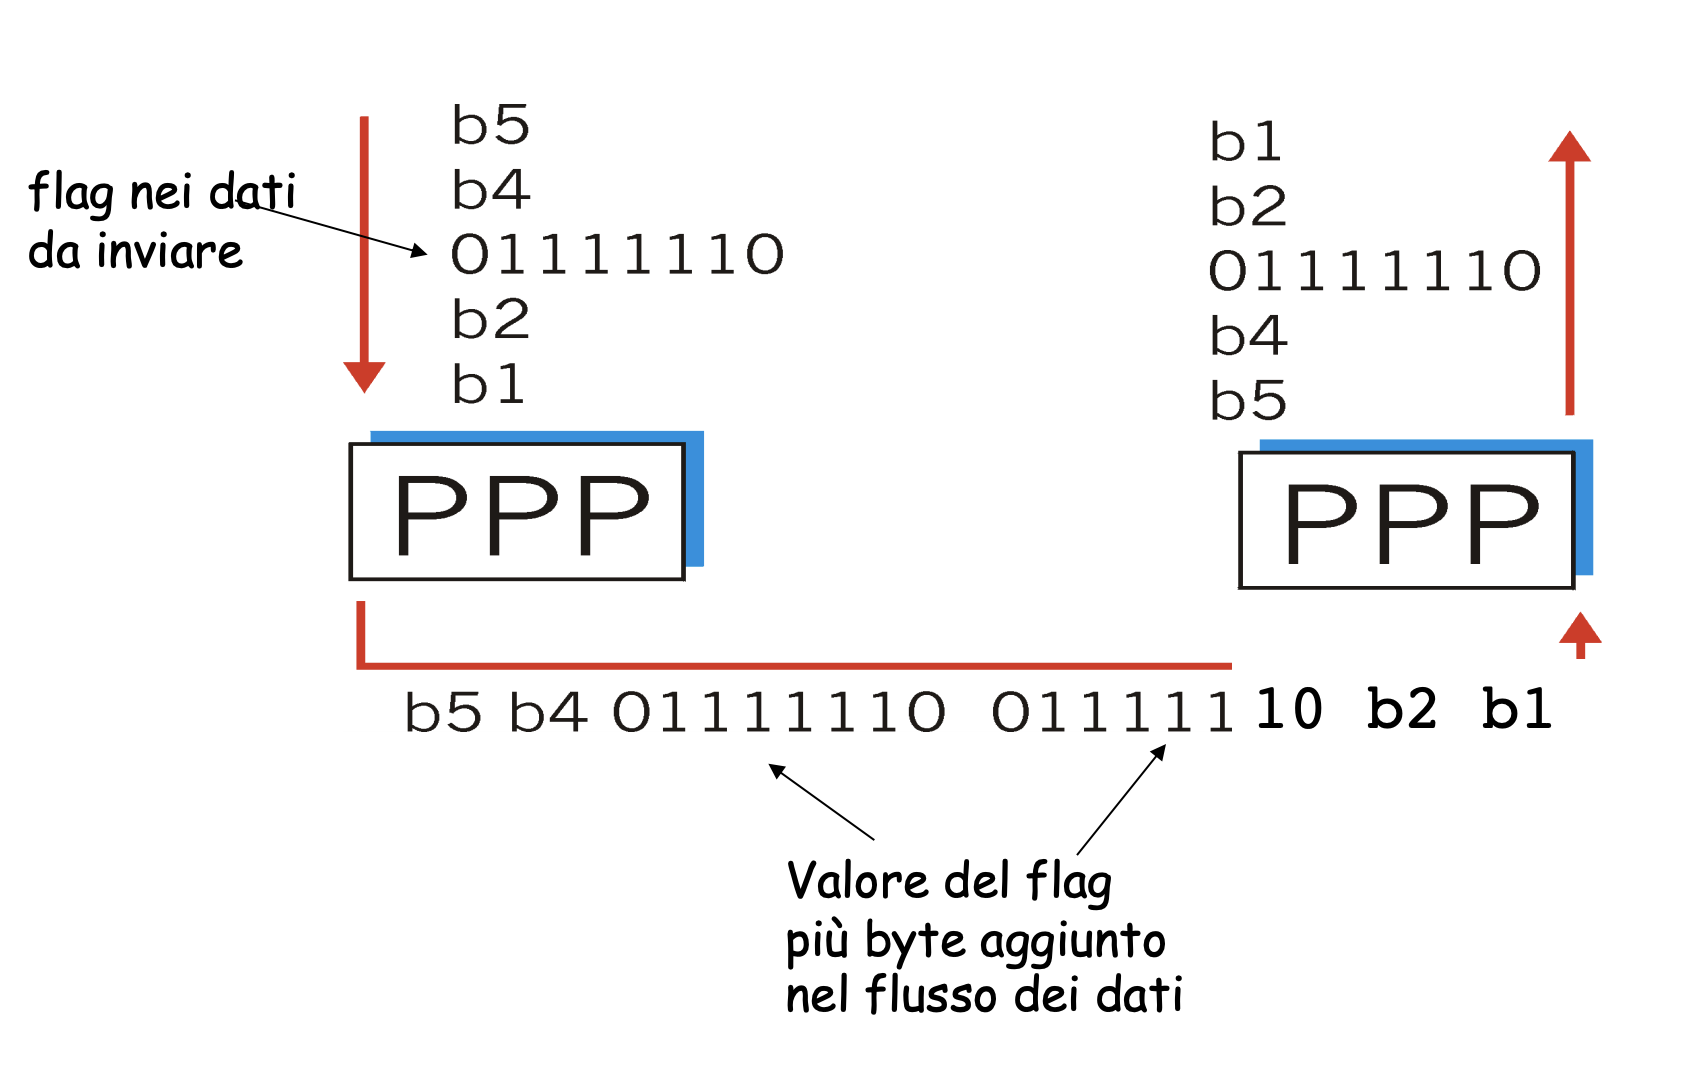 flag nei dati
da inviare
b5
b4
01111110
b2
b1
b1
b2
01111110
b4
b5
PPP
PPP
b5 b4 01111110 01111110 b2 b1
Valore del flag
più byte aggiunto
nel flusso dei dati